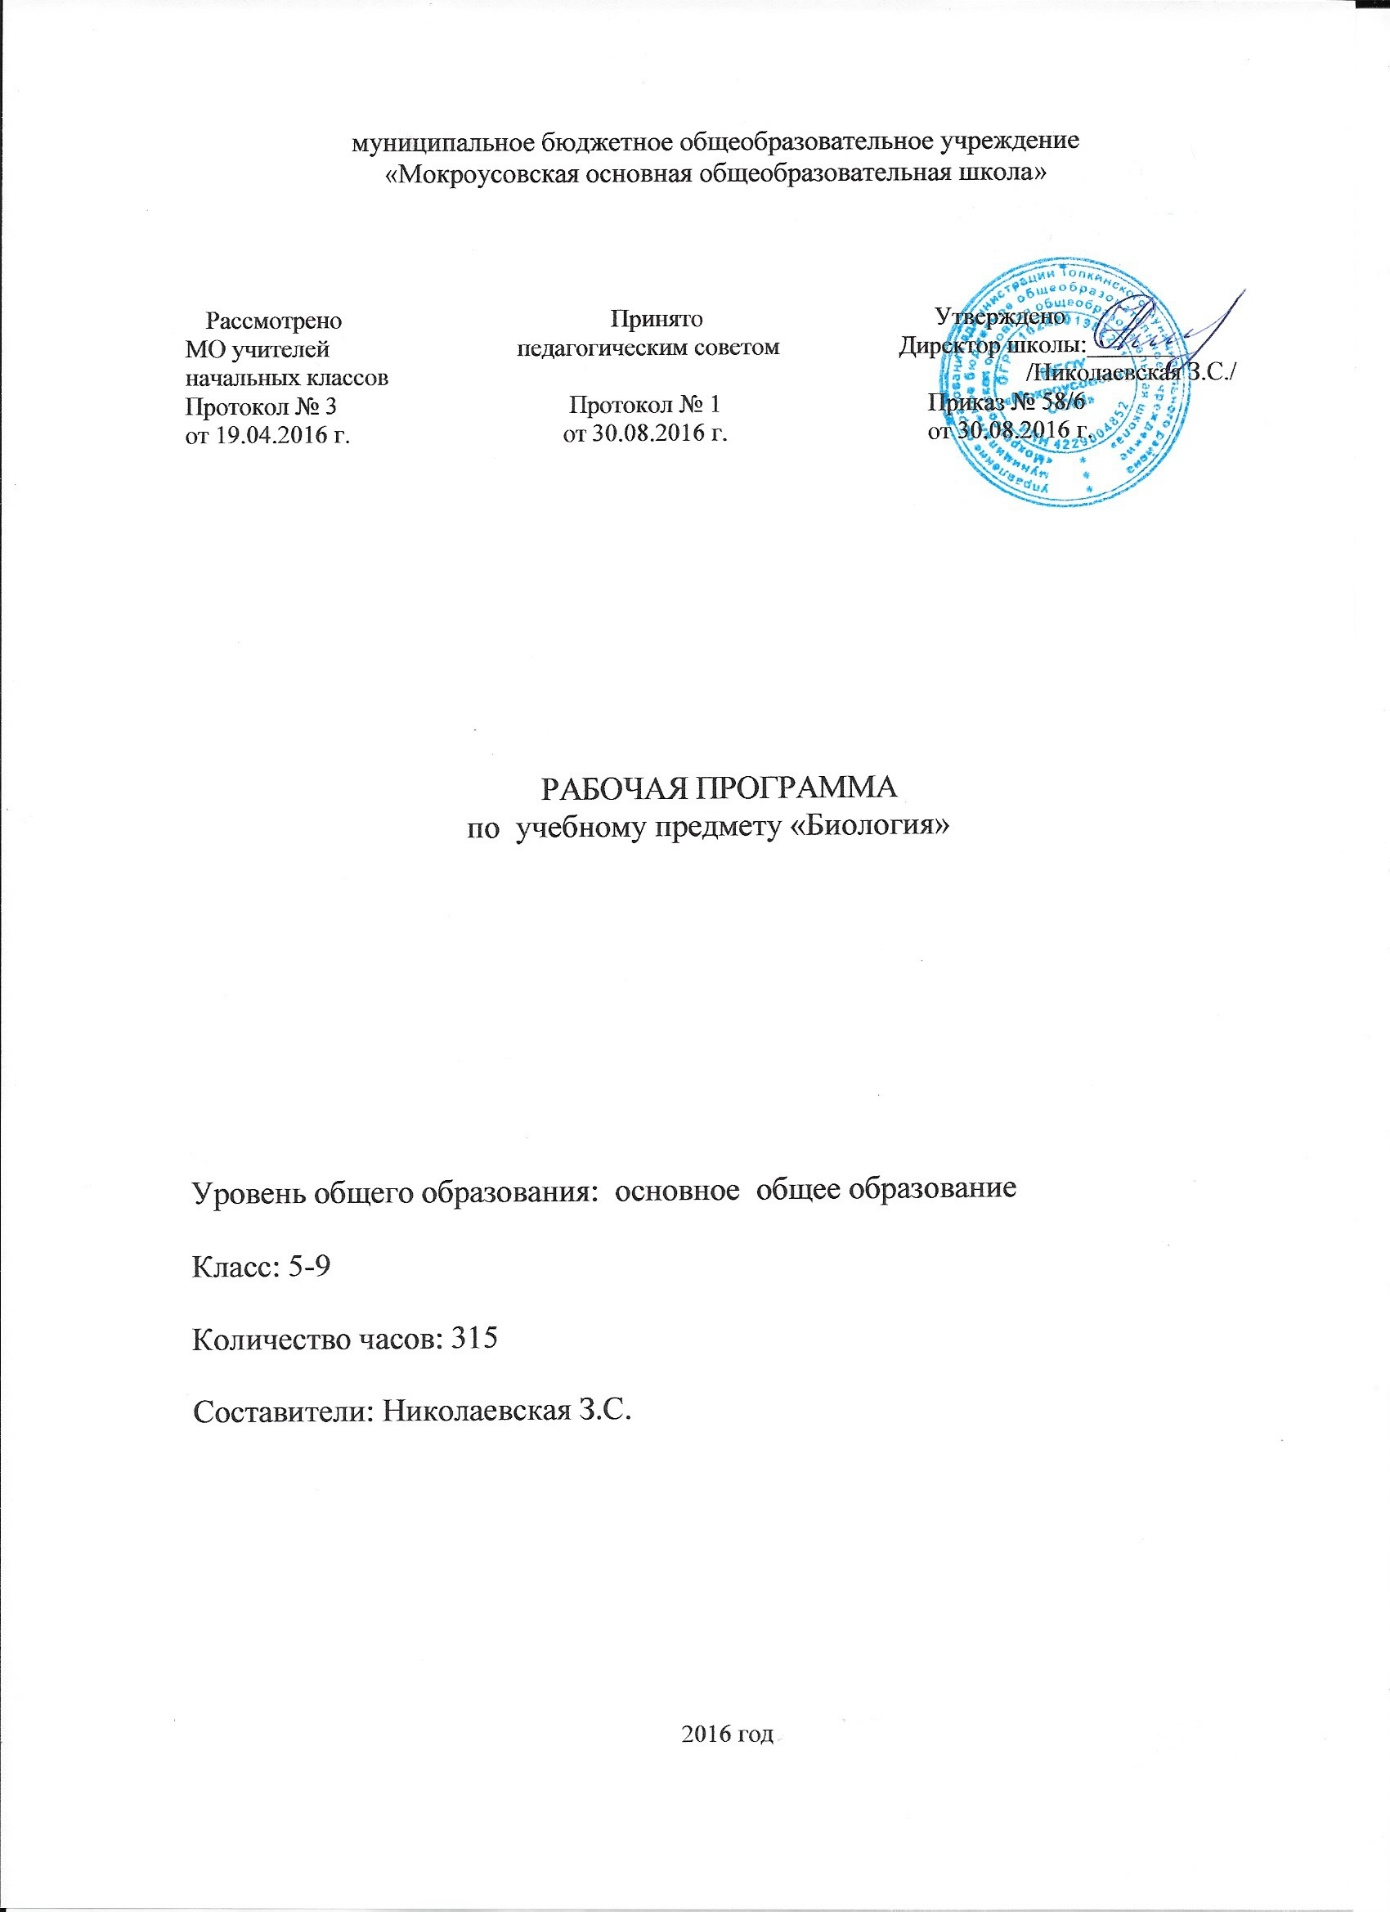 муниципальное бюджетное общеобразовательное учреждение
«Мокроусовская основная общеобразовательная школа»
Рассмотрено
МО учителей
начальных классов
Протокол № 3
от 19.04.2016 г.
Принято
педагогическим советом
Протокол № 1
от 30.08.2016 г.
Утверждено
Директор школы:
/Николаевская З.С./
Приказ № 58/6
от 30.08.2016 г.
4229004852
РАБОЧАЯ ПРОГРАММА
по учебному предмету «Биология»
Уровень общего образования: основное общее образование
Класс: 5-9
Количество часов: 315
Составители: Николаевская З.С.
2016 год